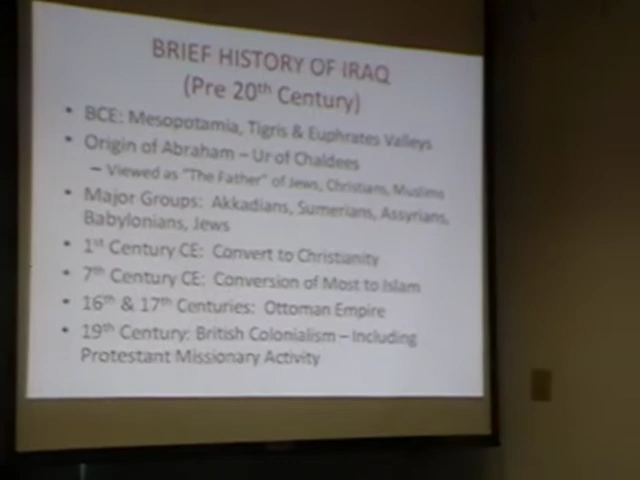 BRIEF HISTORY OF IRAQ
(Pre 20th Century)
• BCE: Mesopotamia, Tigris & Euphrates Valleys
• Origin of Abraham – Ur of Chaldees
– Viewed as "The Father" of Jews, Christians, Muslims
• Major Groups: Akkadians, Sumerians, Assyrians,
Babylonians, Jews
• 1st Century CE: Convert to Christianity
• 7th Century CE: Conversion of Most to Islam
• 16th & 17th Centuries: Ottoman Empire
• 19th Century: British Colonialism – Including
Protestant Missionary Activity